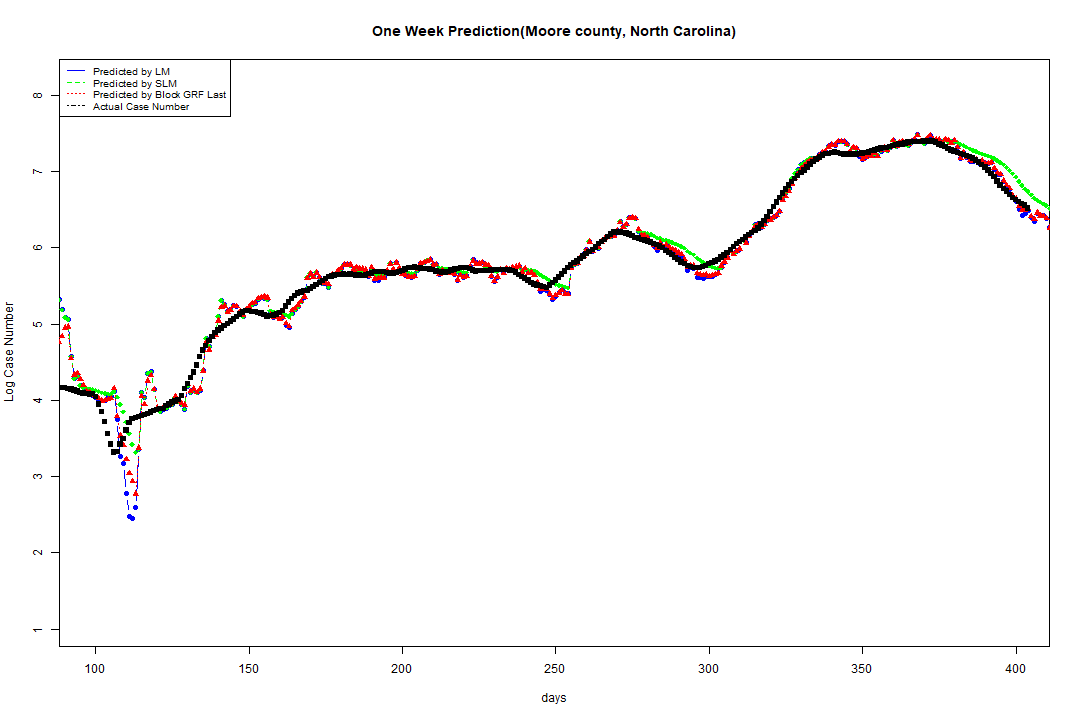 One Week Prediction(Moore county, North Carolina)
Predicted by LM
Predicted by SLM
Predicted by Block GRF Last
Actual Case Number
8
7
6
5
4
3
2
1
Log Case Number
100 150 200 250 300 350 400
days